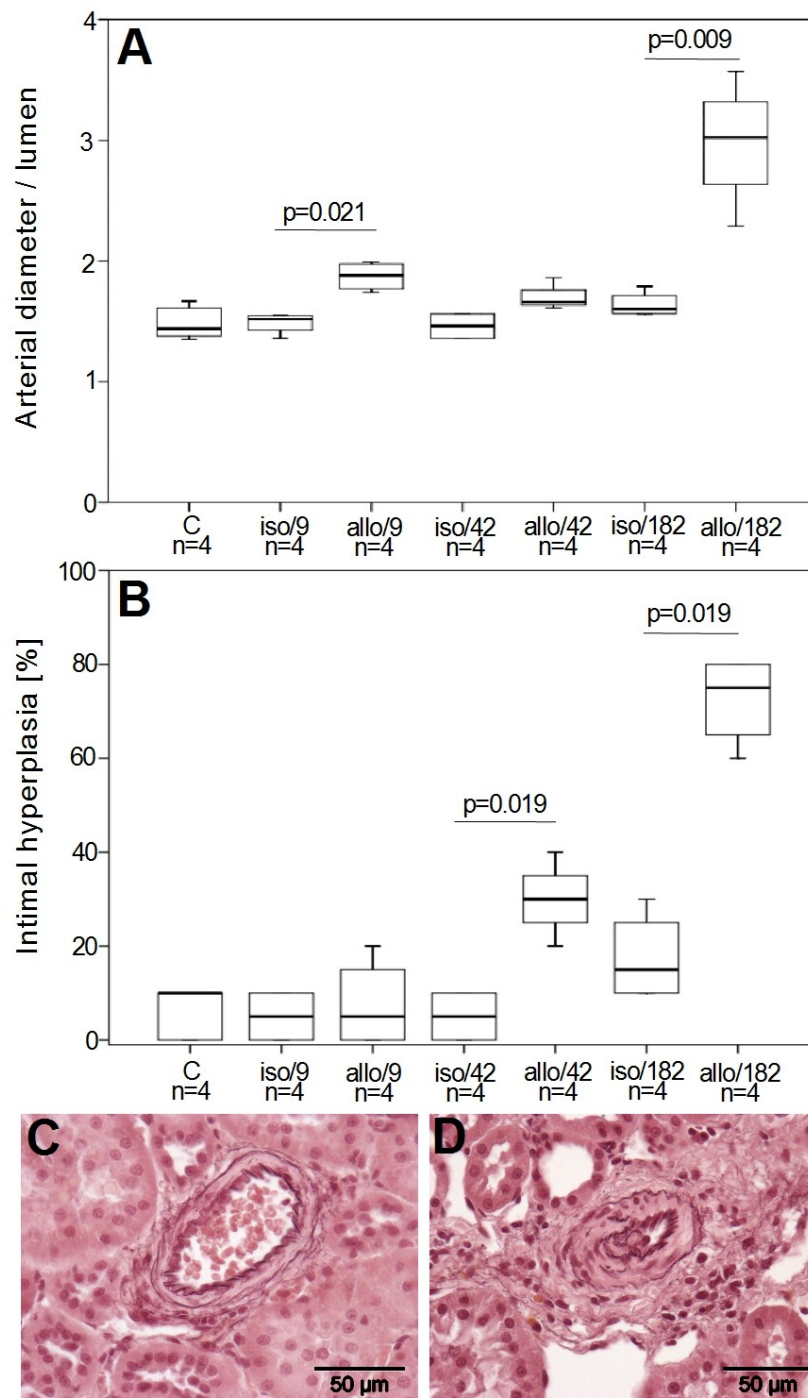 A
p=0.009
4
3
p=0.021
2
1
0
Arterial diameter / lumen
C iso/9 allo/9 iso/42 allo/42 iso/182 allo/182
n=4 n=4 n=4 n=4 n=4 n=4 n=4
B
100
p=0.019
80
60
p=0.019
40
20
0
Intimal hyperplasia [%]
C iso/9 allo/9 iso/42 allo/42 iso/182 allo/182
n=4 n=4 n=4 n=4 n=4 n=4 n=4
C
50 µm
D
50 µm